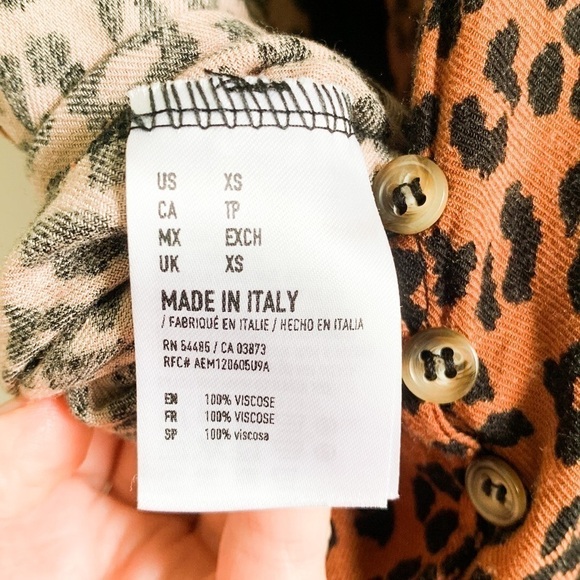 US XS
CA TP
MX EXCH
UK XS
MADE IN ITALY
/ FABRIQUÉ EN ITALIE / HECHO EN ITALIA
RN 54485 / CA 03873
RFC# AEM120605U9A
EN 100% VISCOSE
FR 100% VISCOSE
SP 100% viscosa